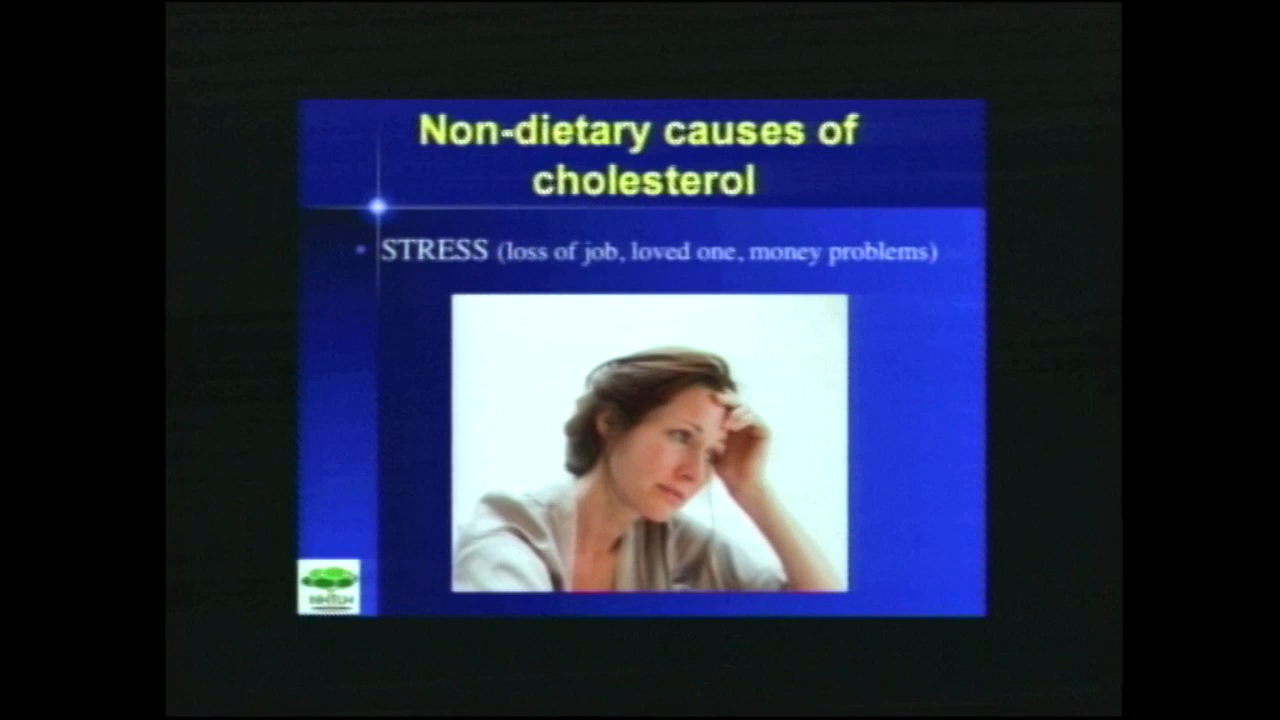 Non-dietary causes of
cholesterol
• STRESS (loss of job, loved one, money problems)